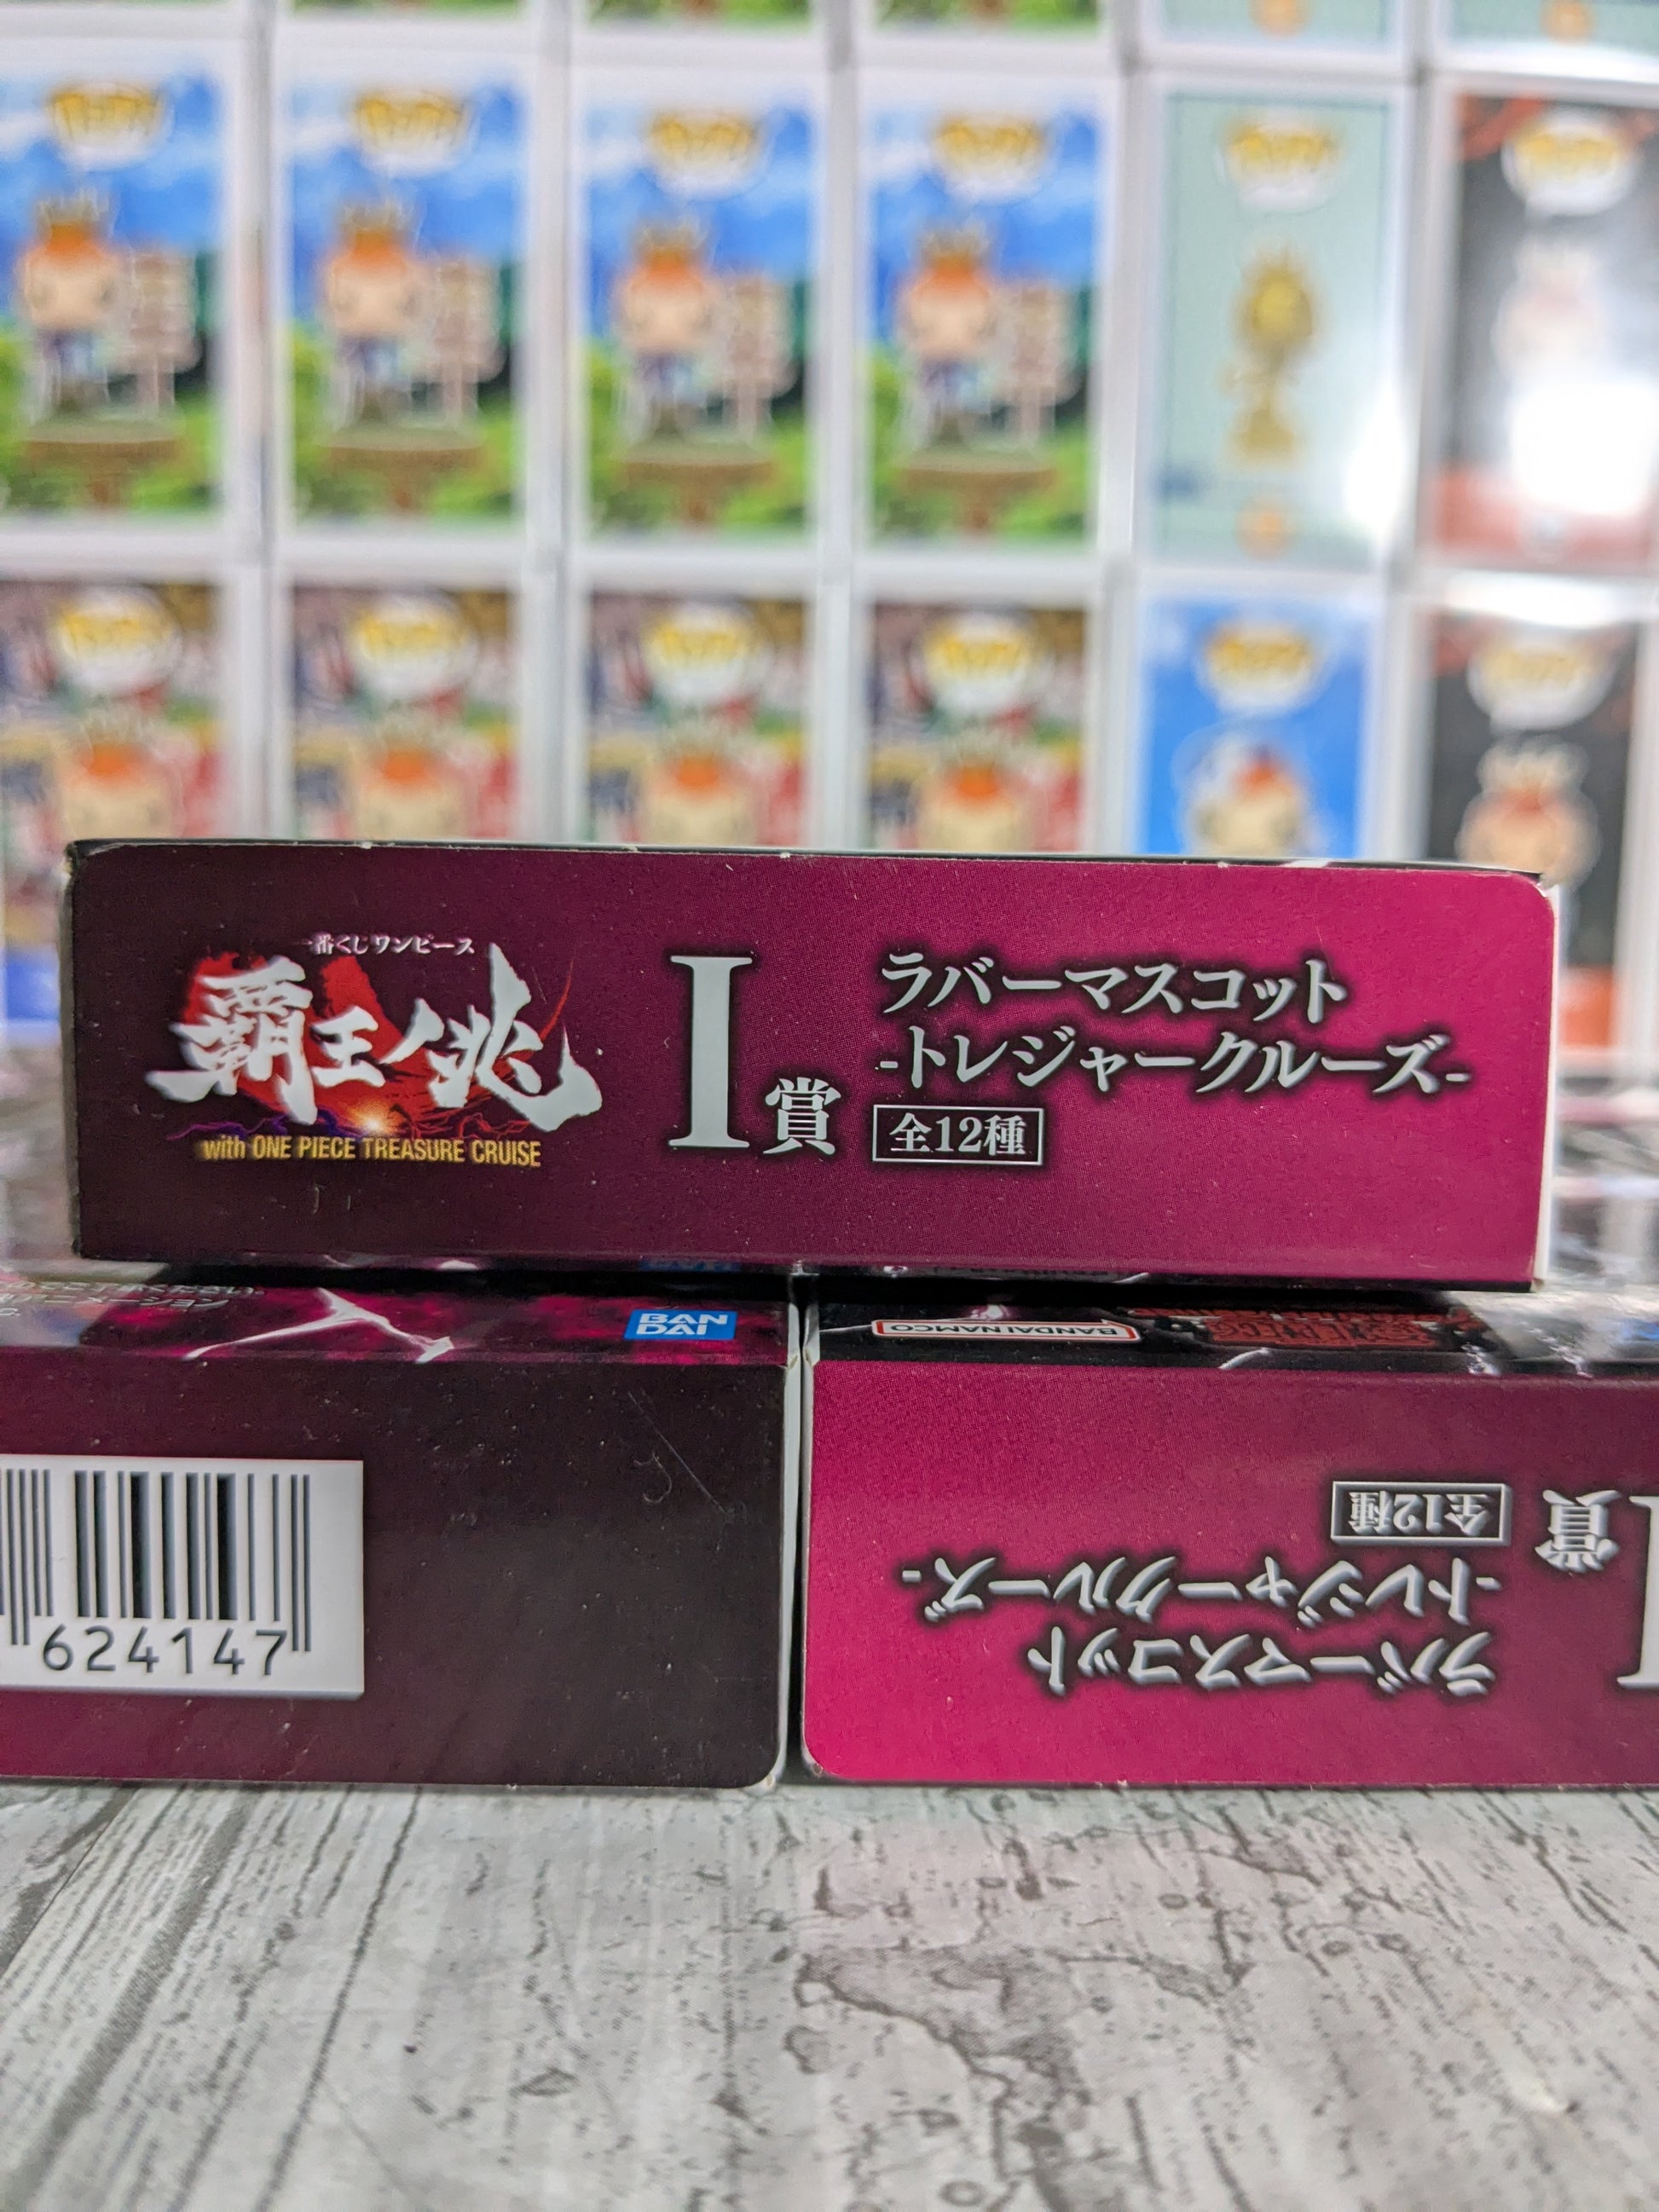 一番くじ ワンピース
覇王ノ兆
with ONE PIECE TREASURE CRUISE
I賞
ラバーマスコット
-トレジャークルーズ-
全12種
BAN
DAI
BANDAI NAMCO
624147
I賞
ラバーマスコット
-トレジャークルーズ-
全12種